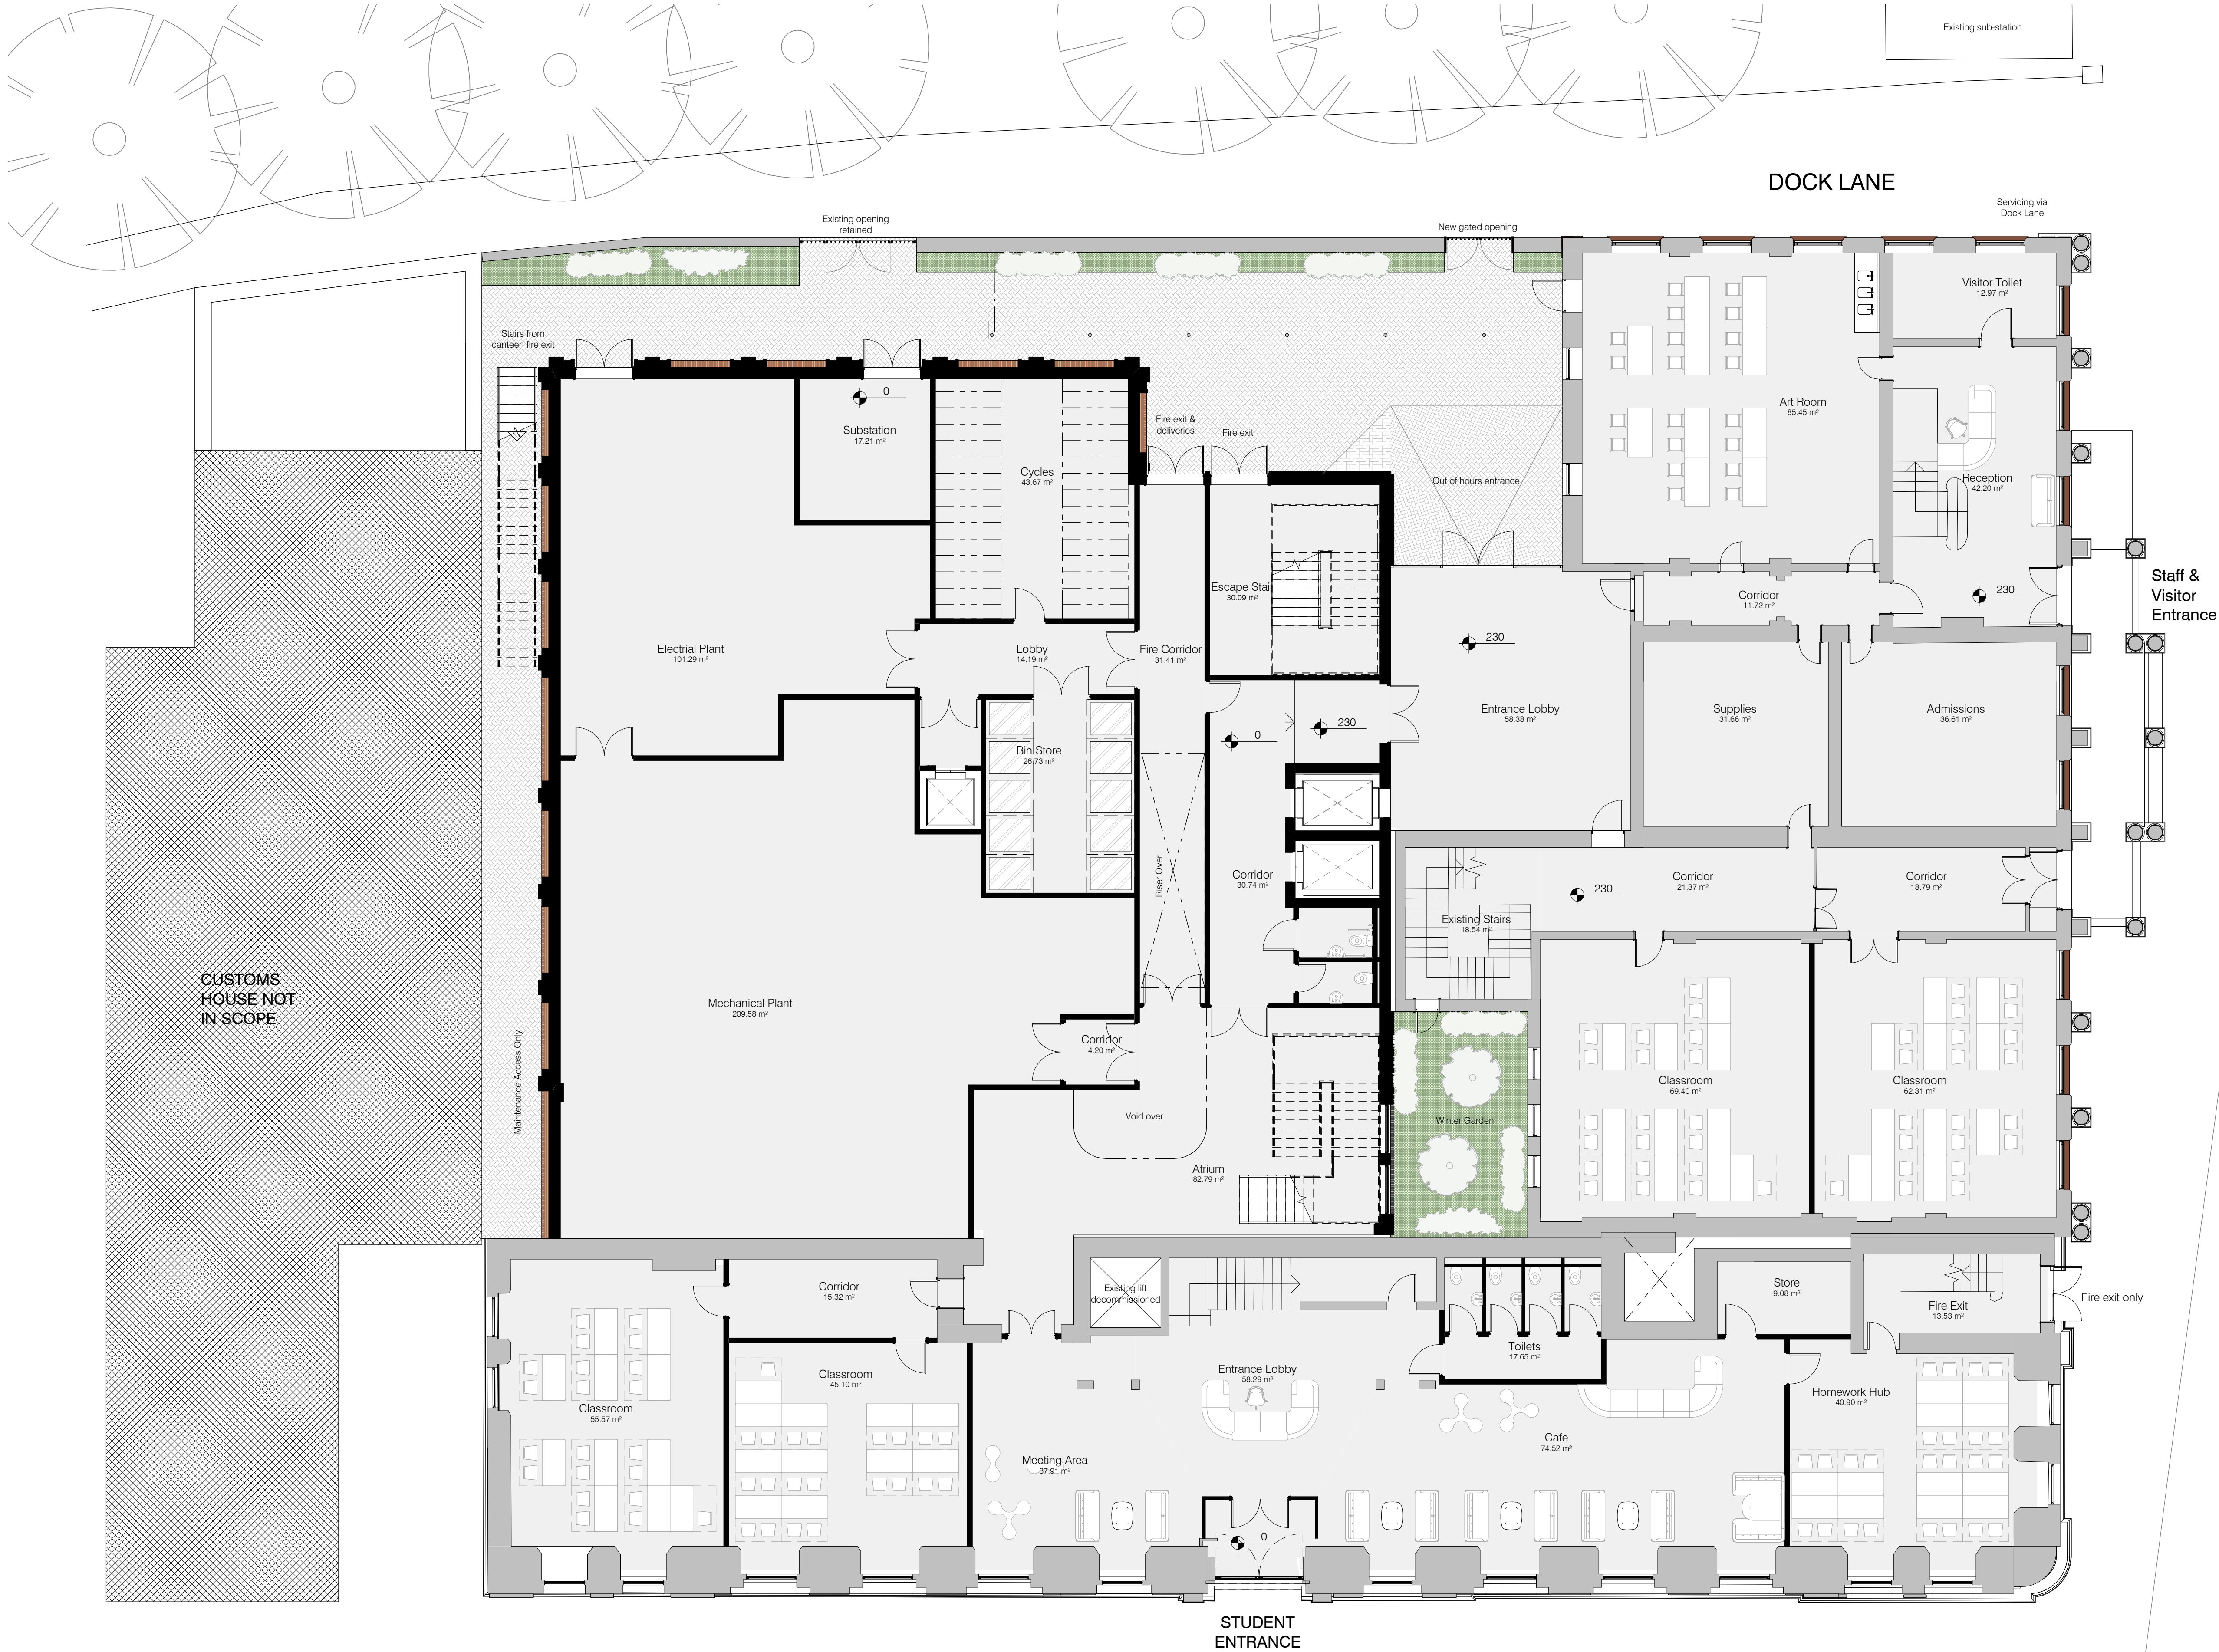 Existing sub-station
DOCK LANE
Servicing via
Dock Lane
Existing opening
retained
New gated opening
Visitor Toilet
12.97 m²
Stairs from
canteen fire exit
0
Substation
17.21 m²
Art Room
85.45 m²
Fire exit &
deliveries
Fire exit
Cycles
43.67 m²
Out of hours entrance
Reception
42.20 m²
Escape Stair
30.09 m²
Corridor
11.72 m²
230
Staff &
Visitor
Entrance
230
Electrial Plant
101.29 m²
Lobby
14.19 m²
Fire Corridor
31.41 m²
Entrance Lobby
58.38 m²
Supplies
31.66 m²
Admissions
36.61 m²
230
0
Bin Store
26.73 m²
Riser Over
Corridor
30.74 m²
Corridor
21.37 m²
Corridor
18.79 m²
230
Existing Stairs
18.54 m²
CUSTOMS
HOUSE NOT
IN SCOPE
Mechanical Plant
209.58 m²
Maintenance Access Only
Corridor
4.20 m²
Classroom
69.40 m²
Classroom
62.31 m²
Void over
Winter Garden
Atrium
82.79 m²
Corridor
15.32 m²
Existing lift
decommissioned
Store
9.08 m²
Fire Exit
13.53 m²
Fire exit only
Toilets
17.65 m²
Classroom
45.10 m²
Entrance Lobby
58.29 m²
Homework Hub
40.90 m²
Classroom
55.57 m²
Cafe
74.52 m²
Meeting Area
37.91 m²
0
STUDENT
ENTRANCE